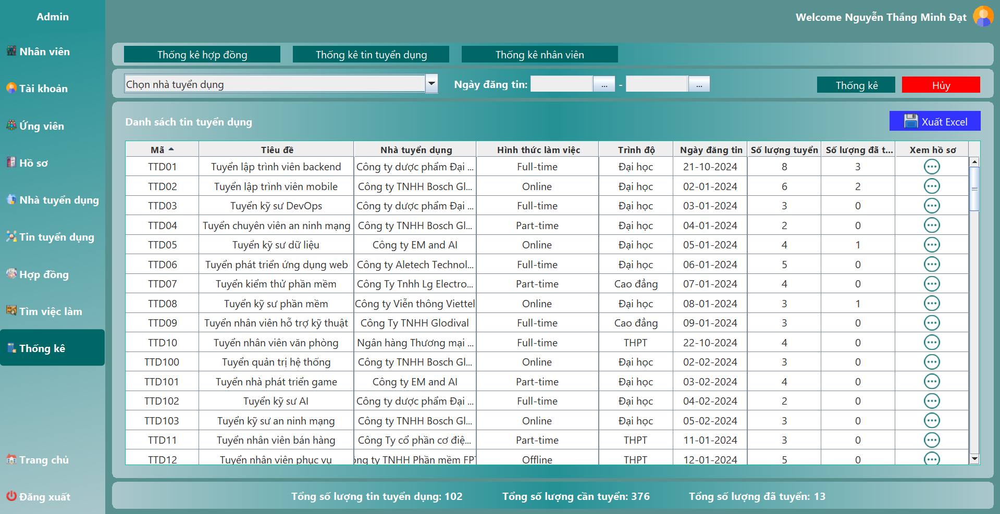 Admin
Welcome Nguyễn Thắng Minh Đạt
Nhân viên
Tài khoản
Ứng viên
Hồ sơ
Nhà tuyển dụng
Tin tuyển dụng
Hợp đồng
Tìm việc làm
Thống kê
Trang chủ
Đăng xuất
Thống kê hợp đồng Thống kê tin tuyển dụng Thống kê nhân viên
Chọn nhà tuyển dụng Ngày đăng tin: ... - ... Thống kê Hủy
Danh sách tin tuyển dụng Xuất Excel
Mã Tiêu đề Nhà tuyển dụng Hình thức làm việc Trình độ Ngày đăng tin Số lượng tuyển Số lượng đã t... Xem hồ sơ
TTD01 Tuyển lập trình viên backend Công ty dược phẩm Đại ... Full-time Đại học 21-10-2024 8 3
TTD02 Tuyển lập trình viên mobile Công ty TNHH Bosch Gl... Online Đại học 02-01-2024 6 2
TTD03 Tuyển kỹ sư DevOps Công ty dược phẩm Đại ... Full-time Đại học 03-01-2024 3 0
TTD04 Tuyển chuyên viên an ninh mạng Công ty TNHH Bosch Gl... Part-time Đại học 04-01-2024 2 0
TTD05 Tuyển kỹ sư dữ liệu Công ty EM and AI Online Đại học 05-01-2024 4 1
TTD06 Tuyển phát triển ứng dụng web Công ty Aletech Technol... Full-time Đại học 06-01-2024 5 0
TTD07 Tuyển kiểm thử phần mềm Công Ty Tnhh Lg Electro... Part-time Cao đẳng 07-01-2024 4 0
TTD08 Tuyển kỹ sư phần mềm Công ty Viễn thông Viettel Online Đại học 08-01-2024 3 1
TTD09 Tuyển nhân viên hỗ trợ kỹ thuật Công Ty TNHH Glodival Full-time Cao đẳng 09-01-2024 3 0
TTD10 Tuyển nhân viên văn phòng Ngân hàng Thương mại ... Full-time THPT 22-10-2024 4 0
TTD100 Tuyển quản trị hệ thống Công ty TNHH Bosch Gl... Online Đại học 02-02-2024 3 0
TTD101 Tuyển nhà phát triển game Công ty EM and AI Part-time Đại học 03-02-2024 4 0
TTD102 Tuyển kỹ sư AI Công ty dược phẩm Đại ... Full-time Đại học 04-02-2024 2 0
TTD103 Tuyển kỹ sư an ninh mạng Công ty TNHH Bosch Gl... Online Đại học 05-02-2024 3 0
TTD11 Tuyển nhân viên bán hàng Công Ty cổ phần cơ điệ... Part-time THPT 11-01-2024 3 0
TTD12 Tuyển nhân viên phục vụ ông ty TNHH Phần mềm FPT Offline THPT 12-01-2024 5 0
Tổng số lượng tin tuyển dụng: 102 Tổng số lượng cần tuyển: 376 Tổng số lượng đã tuyển: 13